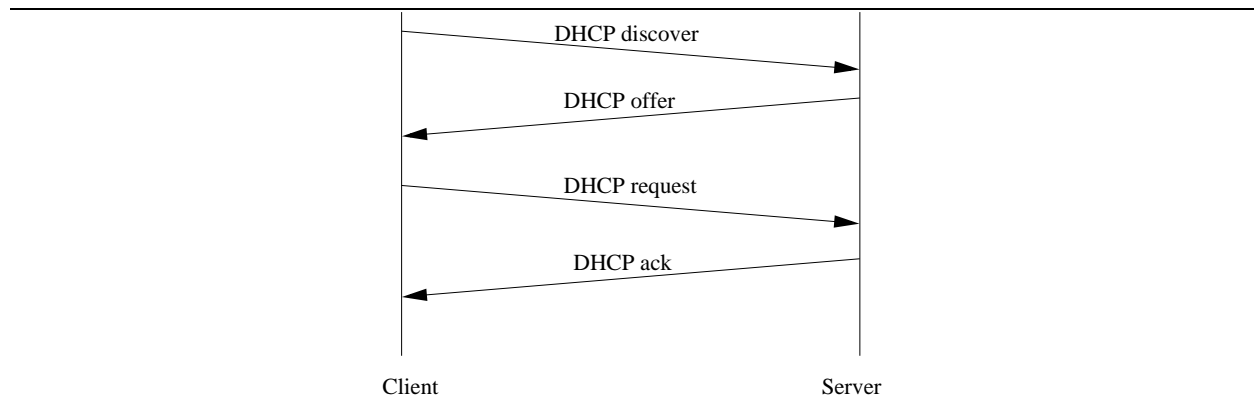 DHCP discover
DHCP offer
DHCP request
DHCP ack
Client
Server